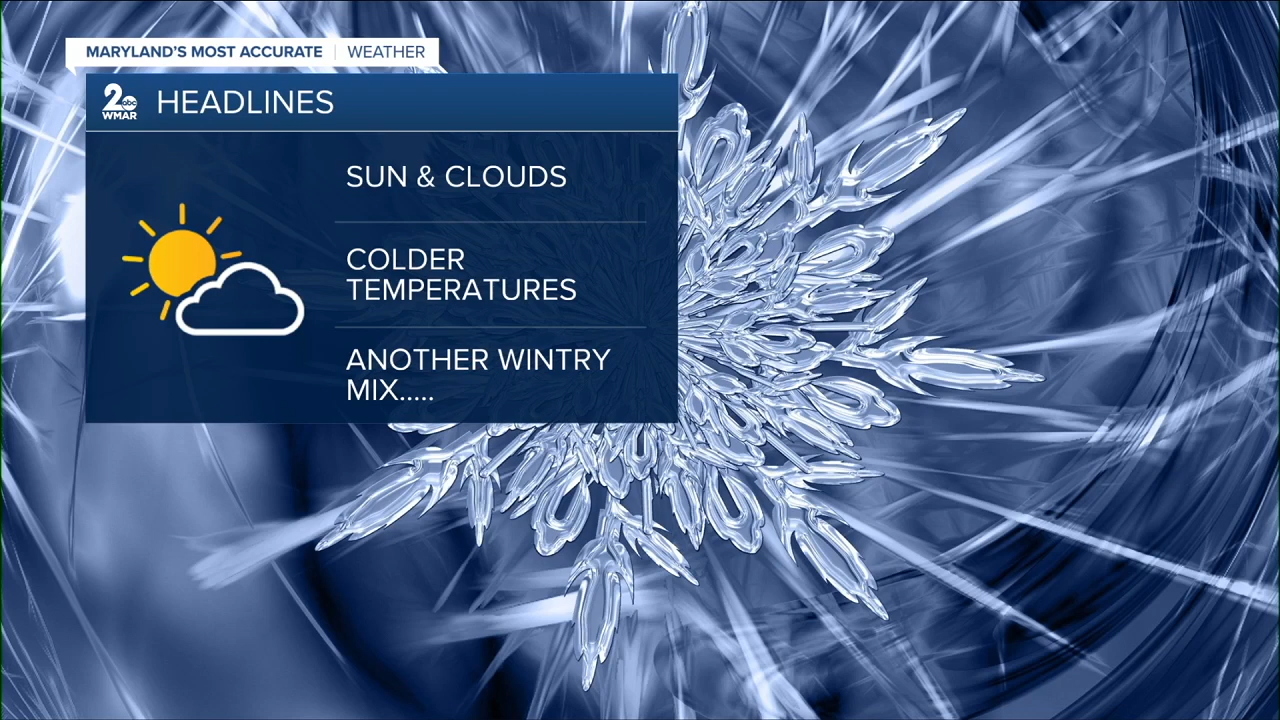 MARYLAND'S MOST ACCURATE | WEATHER
2 abc
WMAR
HEADLINES
SUN & CLOUDS
COLDER
TEMPERATURES
ANOTHER WINTRY
MIX.....